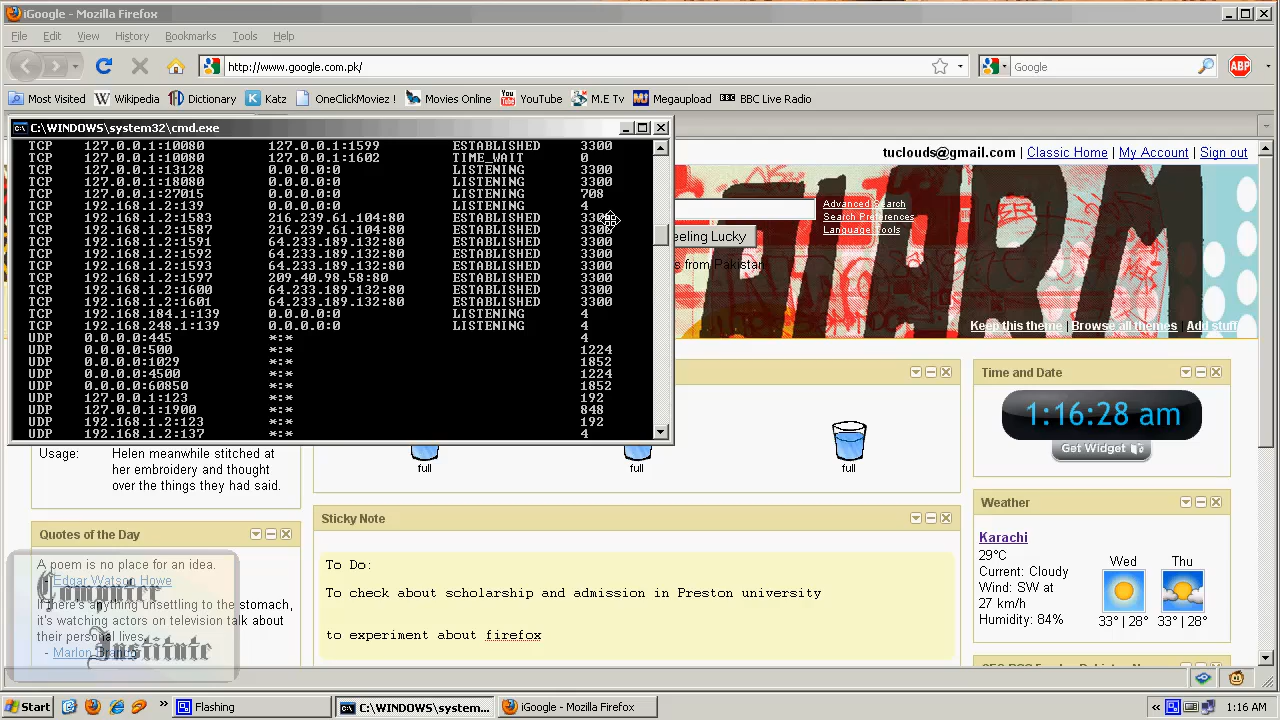 iGoogle - Mozilla Firefox
File Edit View History Bookmarks Tools Help
http://www.google.com.pk/
Google
ABP
Most Visited Wikipedia Dictionary Katz OneClickMoviez ! Movies Online YouTube M.E Tv Megaupload BBC Live Radio
C:\WINDOWS\system32\cmd.exe
TCP 127.0.0.1:10080 127.0.0.1:1599 ESTABLISHED 3300
TCP 127.0.0.1:10080 127.0.0.1:1602 TIME_WAIT 0
TCP 127.0.0.1:13128 0.0.0.0:0 LISTENING 3300
TCP 127.0.0.1:18080 0.0.0.0:0 LISTENING 3300
TCP 127.0.0.1:27015 0.0.0.0:0 LISTENING 708
TCP 192.168.1.2:139 0.0.0.0:0 LISTENING 4
TCP 192.168.1.2:1583 216.239.61.104:80 ESTABLISHED 3300
TCP 192.168.1.2:1587 216.239.61.104:80 ESTABLISHED 3300
TCP 192.168.1.2:1591 64.233.189.132:80 ESTABLISHED 3300
TCP 192.168.1.2:1592 64.233.189.132:80 ESTABLISHED 3300
TCP 192.168.1.2:1593 64.233.189.132:80 ESTABLISHED 3300
TCP 192.168.1.2:1597 209.40.98.58:80 ESTABLISHED 3300
TCP 192.168.1.2:1600 64.233.189.132:80 ESTABLISHED 3300
TCP 192.168.1.2:1601 64.233.189.132:80 ESTABLISHED 3300
TCP 192.168.184.1:139 0.0.0.0:0 LISTENING 4
TCP 192.168.248.1:139 0.0.0.0:0 LISTENING 4
UDP 0.0.0.0:445 *:* 4
UDP 0.0.0.0:500 *:* 1224
UDP 0.0.0.0:1029 *:* 1852
UDP 0.0.0.0:4500 *:* 1224
UDP 0.0.0.0:60850 *:* 1852
UDP 127.0.0.1:123 *:* 192
UDP 127.0.0.1:1900 *:* 848
UDP 192.168.1.2:123 *:* 192
UDP 192.168.1.2:137 *:* 4
tuclouds@gmail.com | Classic Home | My Account | Sign out
Advanced Search
Search Preferences
Language Tools
eeling Lucky
s from Pakistan
Keep this theme | Browse all themes | Add stuff
Usage: Helen meanwhile stitched at
her embroidery and thought
over the things they had said.
full full full
Time and Date
1:16:28 am
Get Widget
Quotes of the Day
A poem is no place for an idea.
- Edgar Watson Howe
If there's anything unsettling to the stomach,
it's watching actors on television talk about
their personal lives.
- Marlon Brando
Computer
Institute
Sticky Note
To Do:
To check about scholarship and admission in Preston university
to experiment about firefox
Weather
Karachi
29°C
Current: Cloudy
Wind: SW at
27 km/h
Humidity: 84%
Wed Thu
33° | 28° 33° | 28°
Start Flashing C:\WINDOWS\system... iGoogle - Mozilla Firefox 1:16 AM